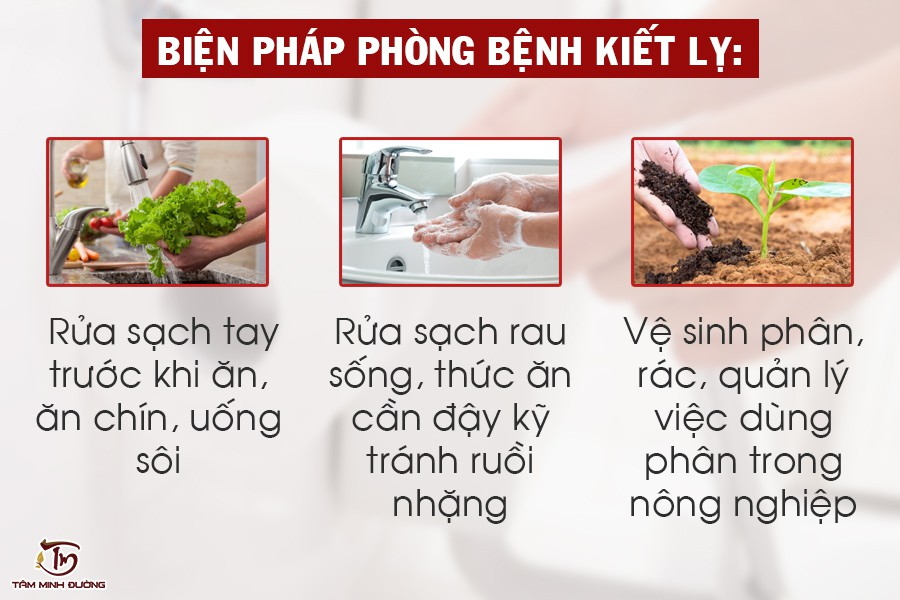 BIỆN PHÁP PHÒNG BỆNH KIẾT LỴ:
Rửa sạch tay
trước khi ăn,
ăn chín, uống
sôi
Rửa sạch rau
sống, thức ăn
cần đậy kỹ
tránh ruồi
nhặng
Vệ sinh phân,
rác, quản lý
việc dùng
phân trong
nông nghiệp
Tm
TÂM MINH ĐƯỜNG